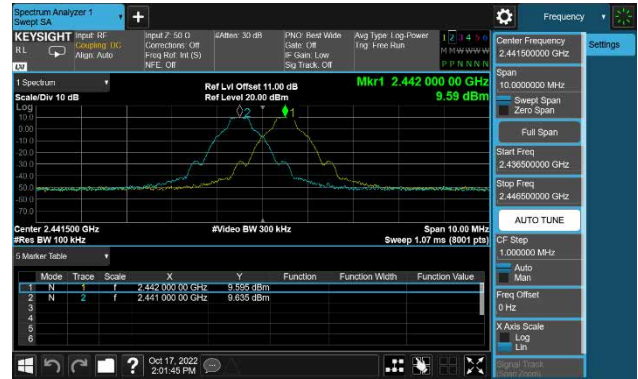 Spectrum Analyzer 1
Swept SA
Frequency
KEYSIGHT
RL
Input: RF
Coupling: DC
Align: Auto
Input Z: 50 Ω
Corrections: Off
Freq Ref: Int (S)
NFE: Off
#Atten: 30 dB
PNO: Best Wide
Gate: Off
IF Gain: Low
Sig Track: Off
Avg Type: Log-Power
Trig: Free Run
1 2 3 4 5 6
M M W W W W
P P N N N N
1 Spectrum
Scale/Div 10 dB
Ref Lvl Offset 11.00 dB
Ref Level 20.00 dBm
Mkr1 2.442 000 00 GHz
9.59 dBm
Log
10.0
0.00
-10.0
-20.0
-30.0
-40.0
-50.0
-60.0
-70.0
2
1
Center 2.441500 GHz
#Res BW 100 kHz
#Video BW 300 kHz
Span 10.00 MHz
Sweep 1.07 ms (8001 pts)
5 Marker Table
Mode Trace Scale X Y Function Function Width Function Value
1 N 1 f 2.442 000 00 GHz 9.595 dBm
2 N 2 f 2.441 000 00 GHz 9.635 dBm
3
4
5
6
Oct 17, 2022
2:01:45 PM
Center Frequency
2.441500000 GHz
Settings
Span
10.0000000 MHz
Swept Span
Zero Span
Full Span
Start Freq
2.436500000 GHz
Stop Freq
2.446500000 GHz
AUTO TUNE
CF Step
1.000000 MHz
Auto
Man
Freq Offset
0 Hz
X Axis Scale
Log
Lin
Signal Track
(Span Zoom)